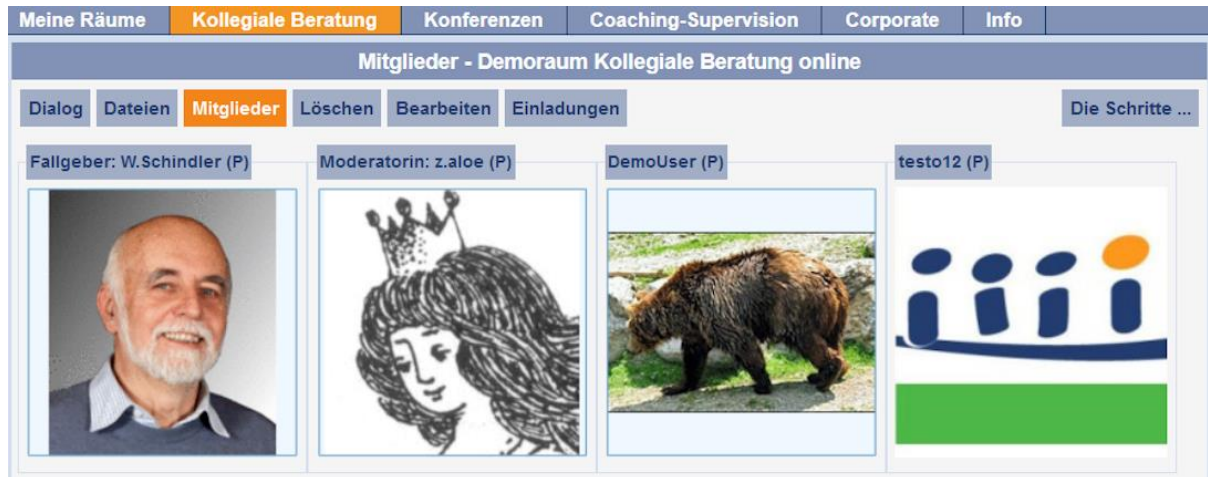 Meine Räume Kollegiale Beratung Konferenzen Coaching-Supervision Corporate Info
Mitglieder - Demoraum Kollegiale Beratung online
Dialog Dateien Mitglieder Löschen Bearbeiten Einladungen Die Schritte ...
Fallgeber: W.Schindler (P) Moderatorin: z.aloe (P) DemoUser (P) testo12 (P)